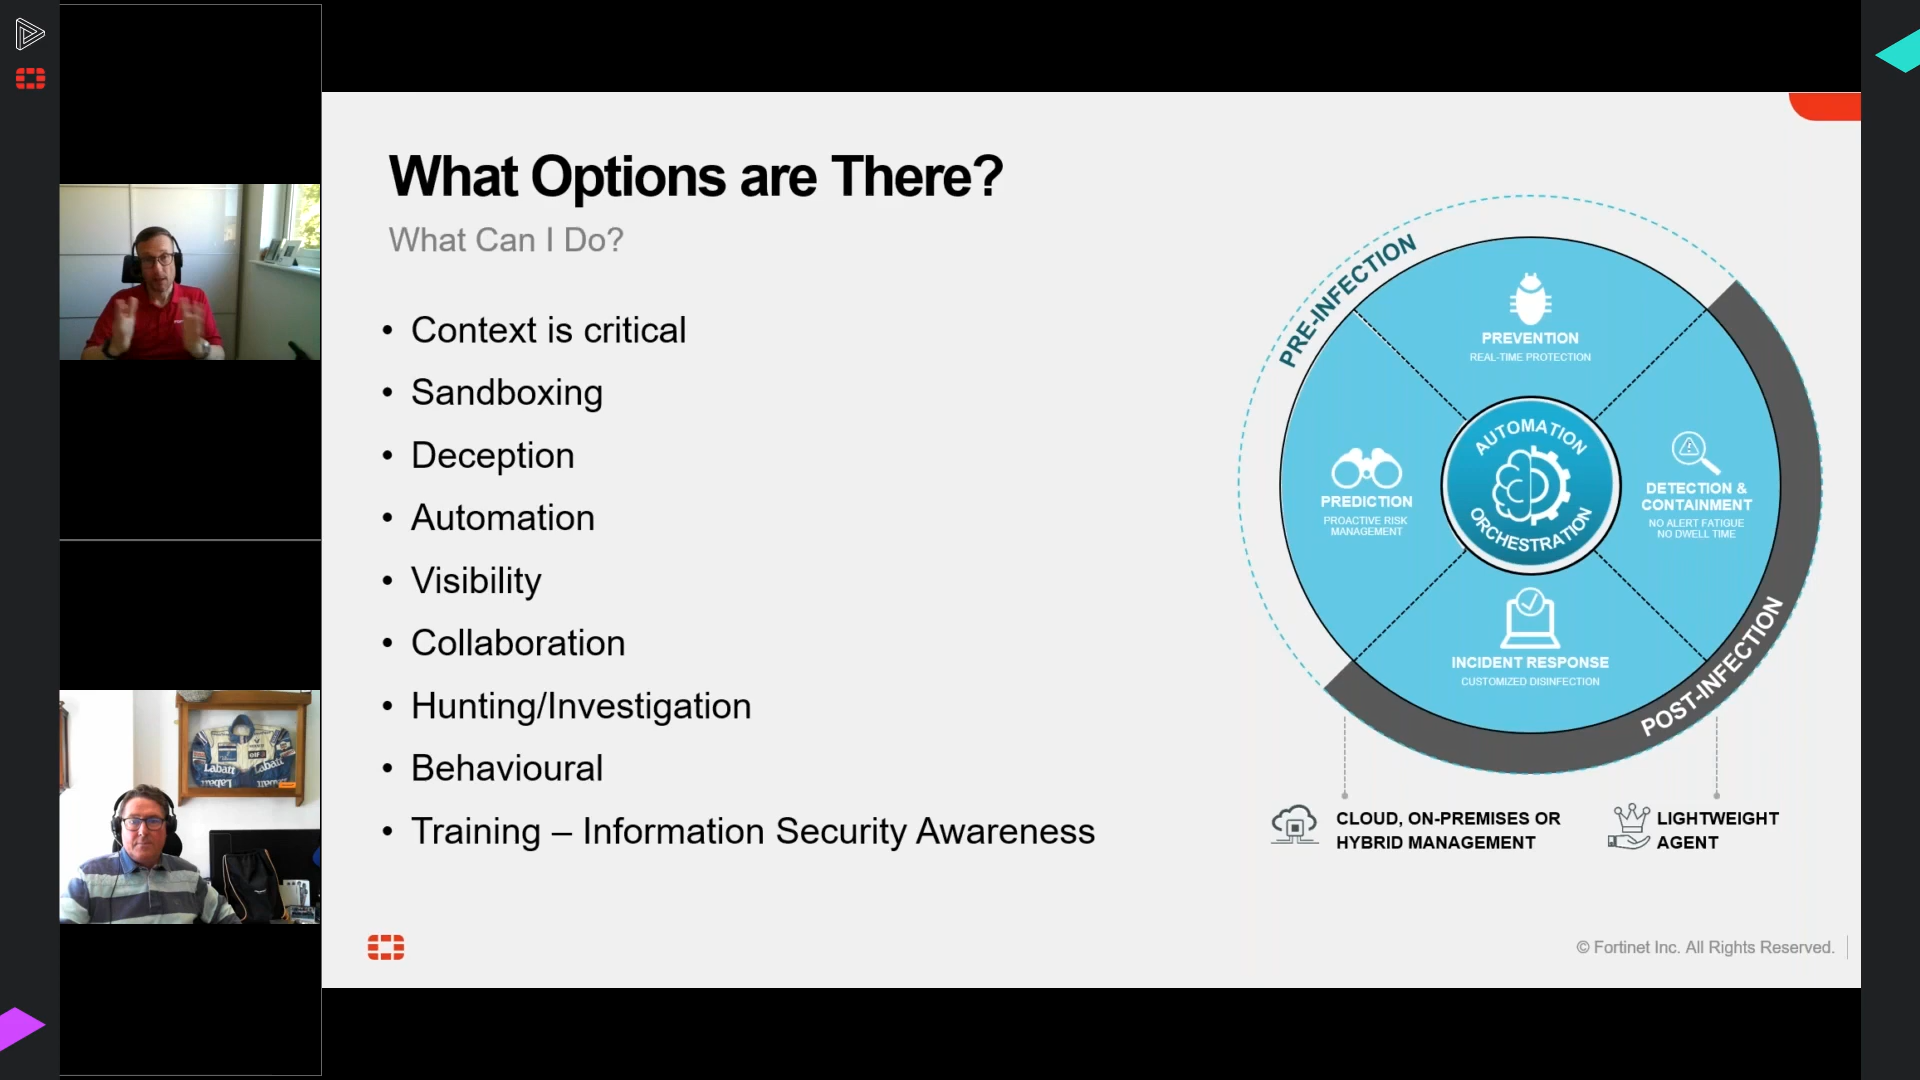 What Options are There?
What Can I Do?
• Context is critical
• Sandboxing
• Deception
• Automation
• Visibility
• Collaboration
• Hunting/Investigation
• Behavioural
• Training – Information Security Awareness
PRE-INFECTION
PREVENTION
REAL-TIME PROTECTION
PREDICTION
PROACTIVE RISK
MANAGEMENT
AUTOMATION
ORCHESTRATION
DETECTION &
CONTAINMENT
NO ALERT FATIGUE
NO DWELL TIME
INCIDENT RESPONSE
CUSTOMIZED DISINFECTION
POST-INFECTION
CLOUD, ON-PREMISES OR
HYBRID MANAGEMENT
LIGHTWEIGHT
AGENT
© Fortinet Inc. All Rights Reserved.
elf
Labatt Labatt